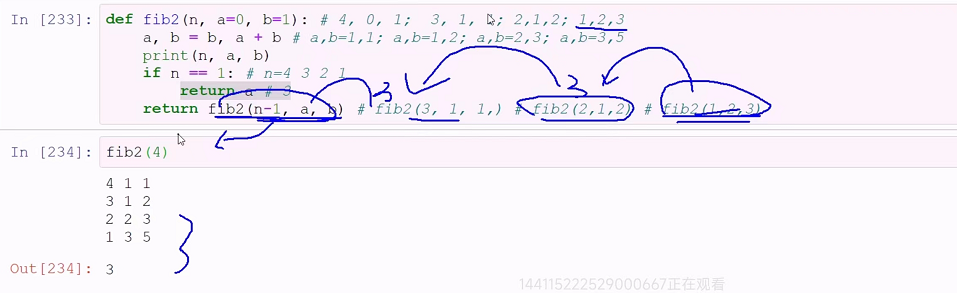 In [233]: def fib2(n, a=0, b=1): # 4, 0, 1; 3, 1, ; 2,1,2; 1,2,3
a, b = b, a + b # a,b=1,1; a,b=1,2; a,b=2,3; a,b=3,5
print(n, a, b)
if n == 1: # n=4 3 2 1
return a # 3
return fib2(n-1, a, b) # fib2(3, 1, 1,) # fib2(2,1,2) # fib2(1,2,3)
In [234]: fib2(4)
4 1 1
3 1 2
2 2 3
1 3 5
Out[234]: 3
144115222529000667正在观看